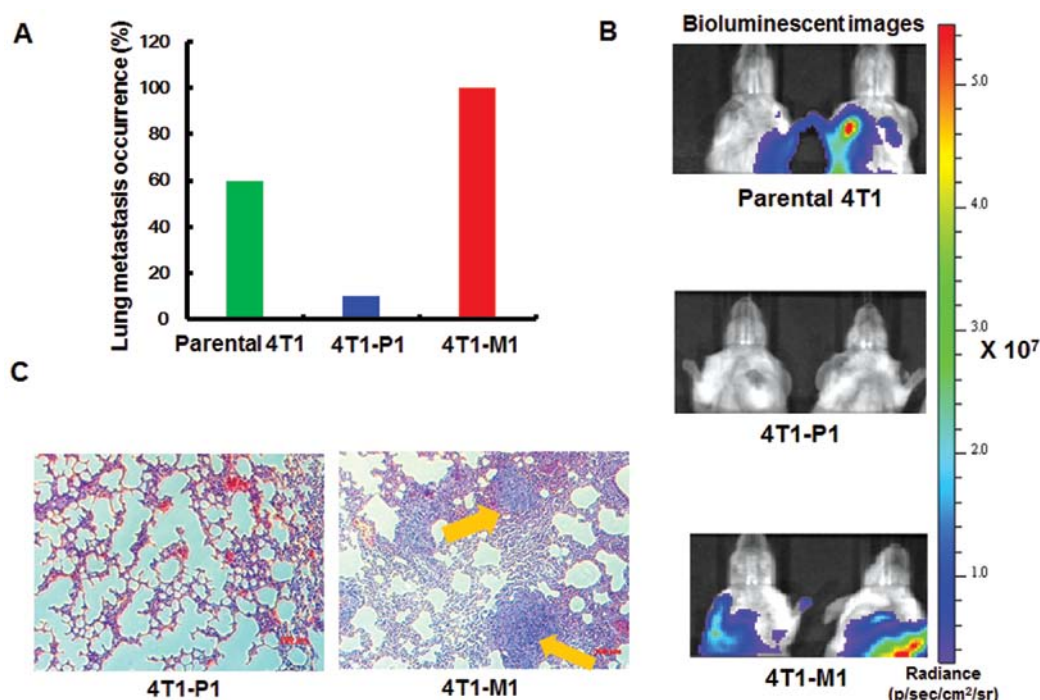 A
Lung metastasis occurrence (%)
120
100
80
60
40
20
0
Parental 4T1
4T1-P1
4T1-M1
B
Bioluminescent images
Parental 4T1
4T1-P1
4T1-M1
5.0
4.0
3.0
X 10⁷
2.0
1.0
Radiance
(p/sec/cm²/sr)
C
4T1-P1
4T1-M1